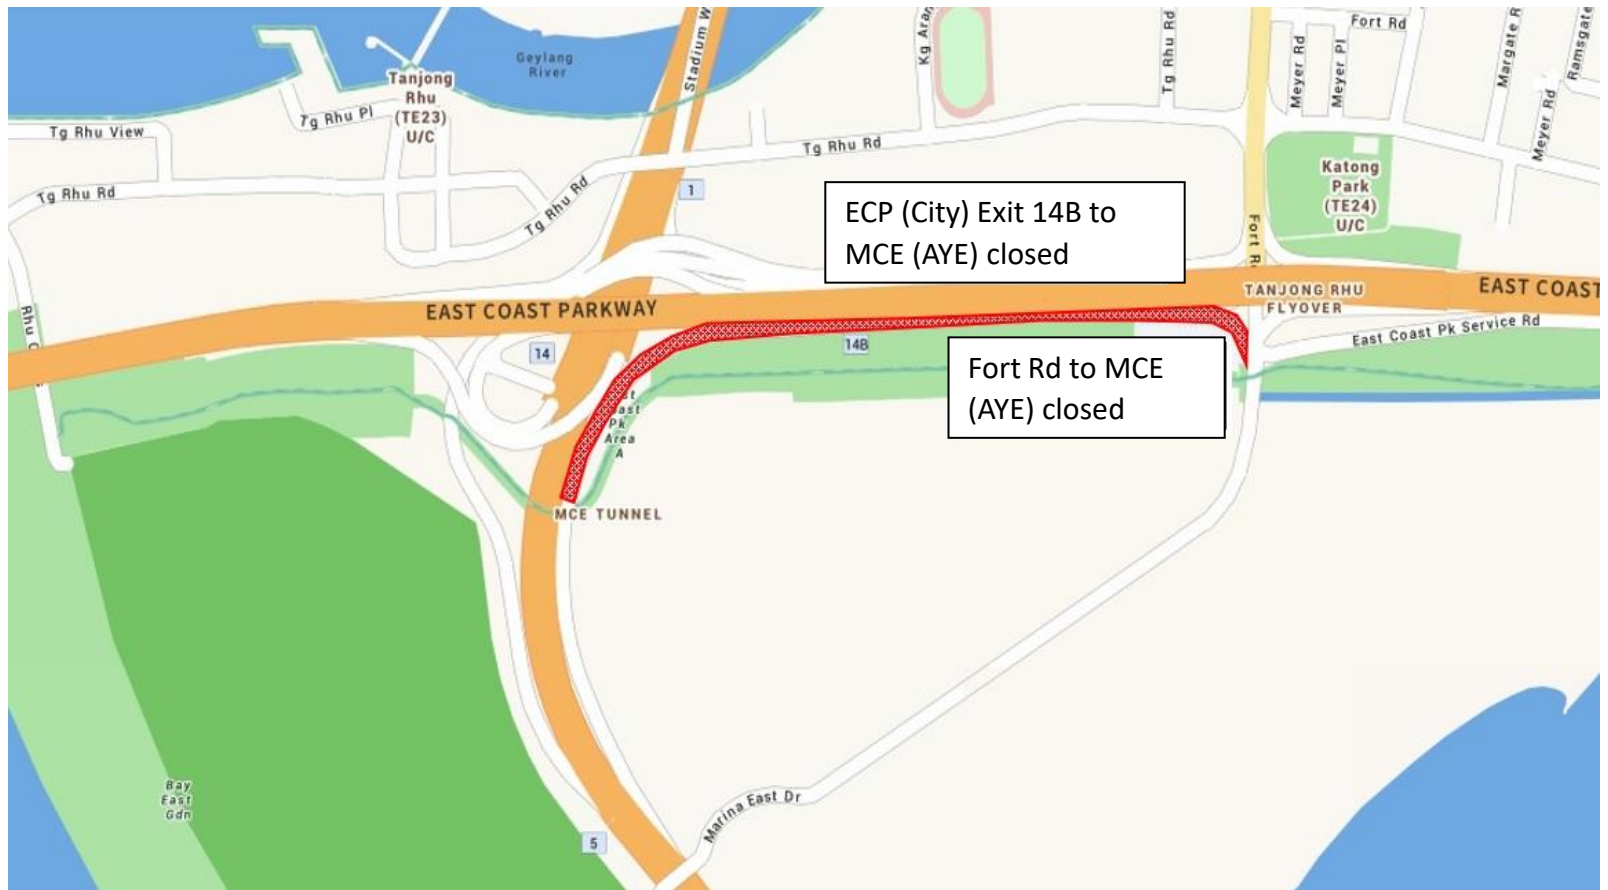 Fort Rd
Stadium W
Kg Aran
Tg Rhu Rd
Meyer Rd
Meyer Pl
Margate R
Ramsgate
Geylang
River
Tanjong
Rhu
(TE23)
U/C
Tg Rhu Pl
Tg Rhu View
Tg Rhu Rd
Meyer Rd
Katong
Park
(TE24)
U/C
Tg Rhu Rd
1
Tg Rhu Rd
ECP (City) Exit 14B to
MCE (AYE) closed
Fort R
EAST COAST PARKWAY
TANJONG RHU
FLYOVER
EAST COAST
East Coast Pk Service Rd
Rhu
14
14B
Fort Rd to MCE
(AYE) closed
Pk
Area
A
MCE TUNNEL
Bay
East
Gdn
Marina East Dr
5